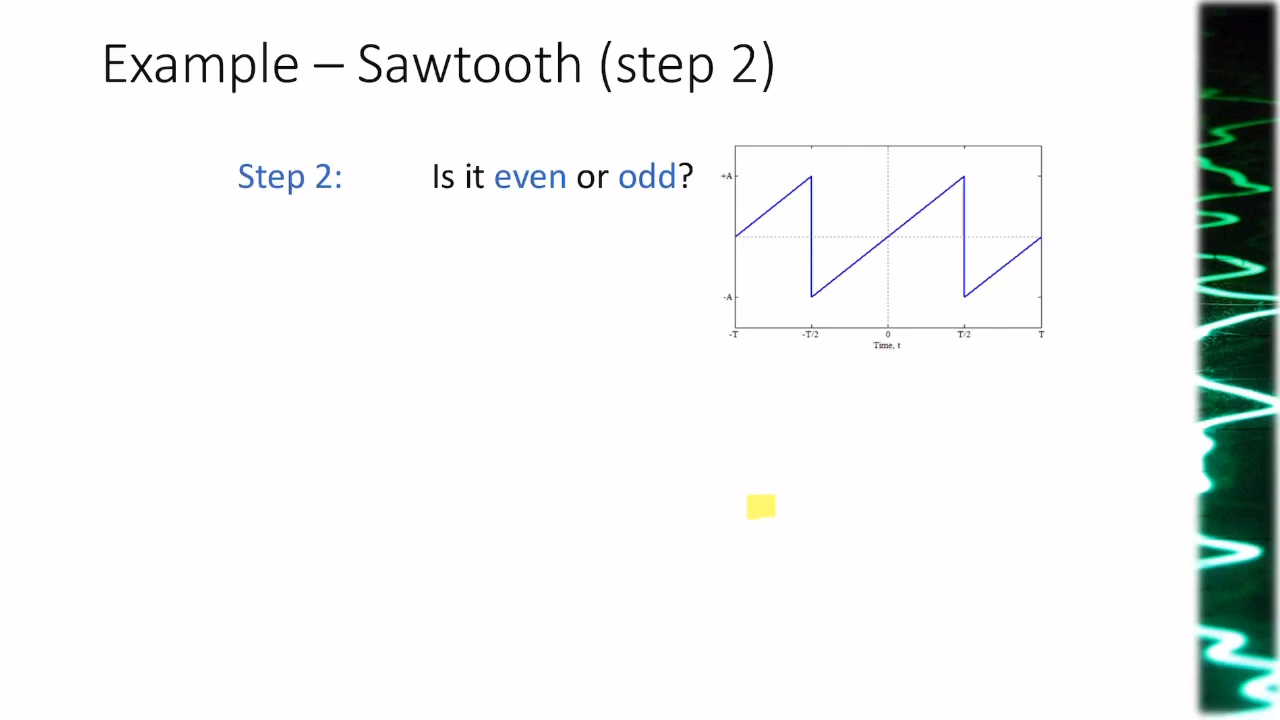 Example – Sawtooth (step 2)
Step 2: Is it even or odd?
+A
-A
-T -T/2 0 T/2 T
Time, t